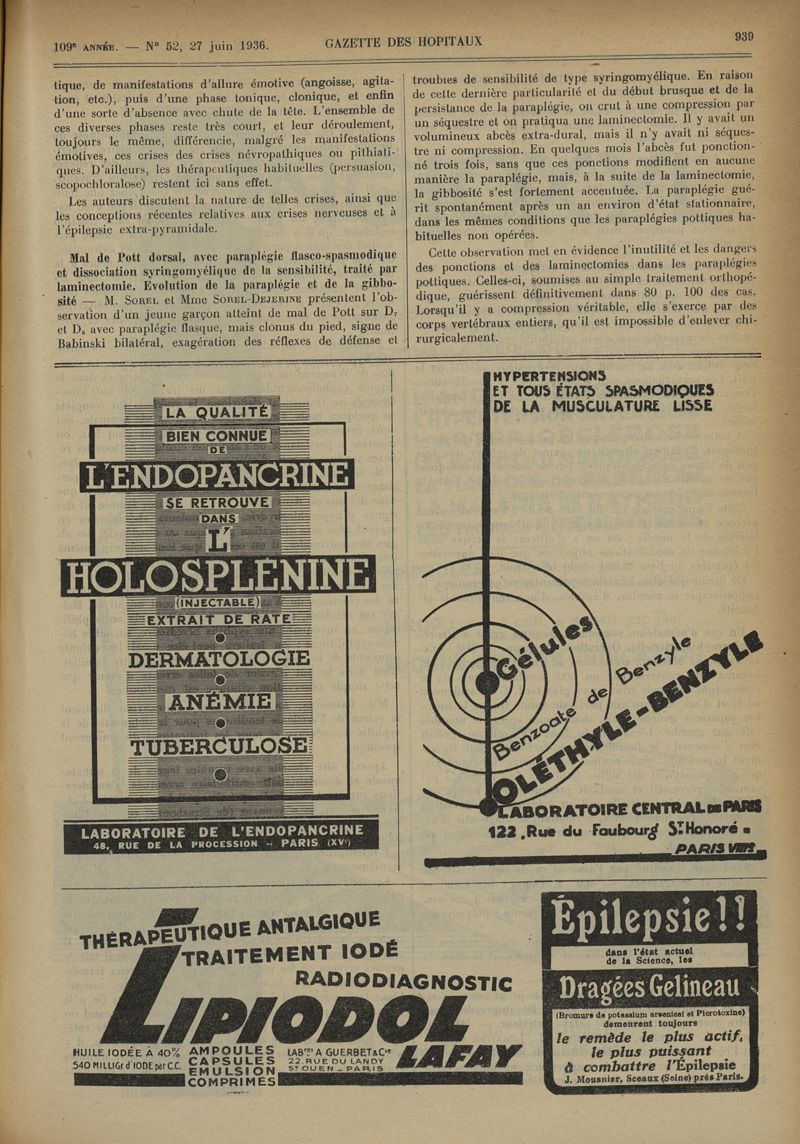 109e ANNÉE. — N° 52, 27 juin 1936.
GAZETTE DES HOPITAUX
939
tique, de manifestations d'allure émotive (angoisse, agita-
tion, etc.), puis d'une phase tonique, clonique, et enfin
d'une sorte d'absence avec chute de la tête. L'ensemble de
ces diverses phases reste très court, et leur déroulement,
toujours le même, différencie, malgré les manifestations
émotives, ces crises des crises névropathiques ou pithiati-
ques. D'ailleurs, les thérapeutiques habituelles (persuasion,
scopochloralose) restent ici sans effet.
Les auteurs discutent la nature de telles crises, ainsi que
les conceptions récentes relatives aux crises nerveuses et à
l'épilepsie extra-pyramidale.
Mal de Pott dorsal, avec paraplégie flasco-spasmodique
et dissociation syringomyélique de la sensibilité, traité par
laminectomie. Evolution de la paraplégie et de la gibbo-
sité — M. SOREL et Mme SOREL-DEJERINE présentent l'ob-
servation d'un jeune garçon atteint de mal de Pott sur D7
et D8 avec paraplégie flasque, mais clonus du pied, signe de
Babinski bilatéral, exagération des réflexes de défense et
troubles de sensibilité de type syringomyélique. En raison
de cette dernière particularité et du début brusque et de la
persistance de la paraplégie, on crut à une compression par
un séquestre et on pratiqua une laminectomie. Il y avait un
volumineux abcès extra-dural, mais il n'y avait ni séques-
tre ni compression. En quelques mois l'abcès fut ponction-
né trois fois, sans que ces ponctions modifient en aucune
manière la paraplégie, mais, à la suite de la laminectomie,
la gibbosité s'est fortement accentuée. La paraplégie gué-
rit spontanément après un an environ d'état stationnaire,
dans les mêmes conditions que les paraplégies pottiques ha-
bituelles non opérées.
Cette observation met en évidence l'inutilité et les dangers
des ponctions et des laminectomies dans les paraplégies
pottiques. Celles-ci, soumises au simple traitement orthopé-
dique, guérissent définitivement dans 80 p. 100 des cas.
Lorsqu'il y a compression véritable, elle s'exerce par des
corps vertébraux entiers, qu'il est impossible d'enlever chi-
rurgicalement.
LA QUALITÉ
BIEN CONNUE
DE
L'ENDOPANCRINE
SE RETROUVE
DANS
L'
HOLOSPLÉNINE
(INJECTABLE)
EXTRAIT DE RATE
DERMATOLOGIE
ANÉMIE
TUBERCULOSE
LABORATOIRE DE L'ENDOPANCRINE
48, RUE DE LA PROCESSION -- PARIS (XVe)
HYPERTENSIONS
ET TOUS ÉTATS SPASMODIQUES
DE LA MUSCULATURE LISSE
Gélules
Benzoate de Benzyle
OLÉTHYLE-BENZYLE
LABORATOIRE CENTRAL DE PARIS
122, Rue du Faubourg St Honoré
PARIS VIIIe
THÉRAPEUTIQUE ANTALGIQUE
TRAITEMENT IODÉ
RADIODIAGNOSTIC
LIPIODOL
LAFAY
HUILE IODÉE A 40%
540 MILLIGr d'IODE par C.C.
AMPOULES
CAPSULES
EMULSION
COMPRIMÉS
LABres A GUERBET & Cie
22, RUE DU LANDY
ST OUEN - PARIS
Épilepsie!!
dans l'état actuel
de la Science, les
Dragées Gelineau
(Bromure de potassium arsenical et Picrotoxine)
demeurent toujours
le remède le plus actif,
le plus puissant
à combattre l'Épilepsie
J. Mousnier, Sceaux (Seine) près Paris.